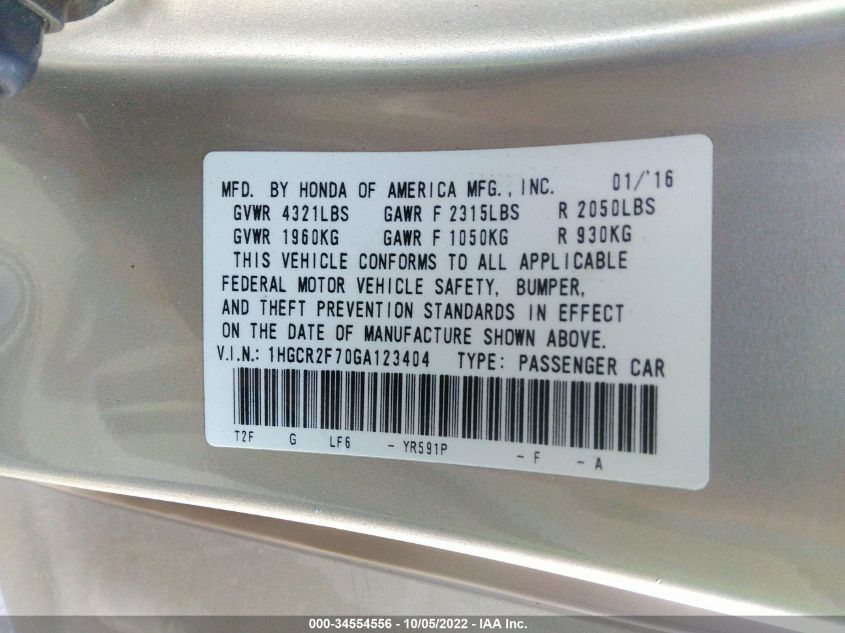 MFD. BY HONDA OF AMERICA MFG., INC. 01/'16
GVWR 4321LBS GAWR F 2315LBS R 2050LBS
GVWR 1960KG GAWR F 1050KG R 930KG
THIS VEHICLE CONFORMS TO ALL APPLICABLE
FEDERAL MOTOR VEHICLE SAFETY, BUMPER,
AND THEFT PREVENTION STANDARDS IN EFFECT
ON THE DATE OF MANUFACTURE SHOWN ABOVE.
V.I.N.: 1HGCR2F70GA123404 TYPE: PASSENGER CAR
T2F G LF6 - YR591P - F - A
000-34554556 - 10/05/2022 - IAA Inc.